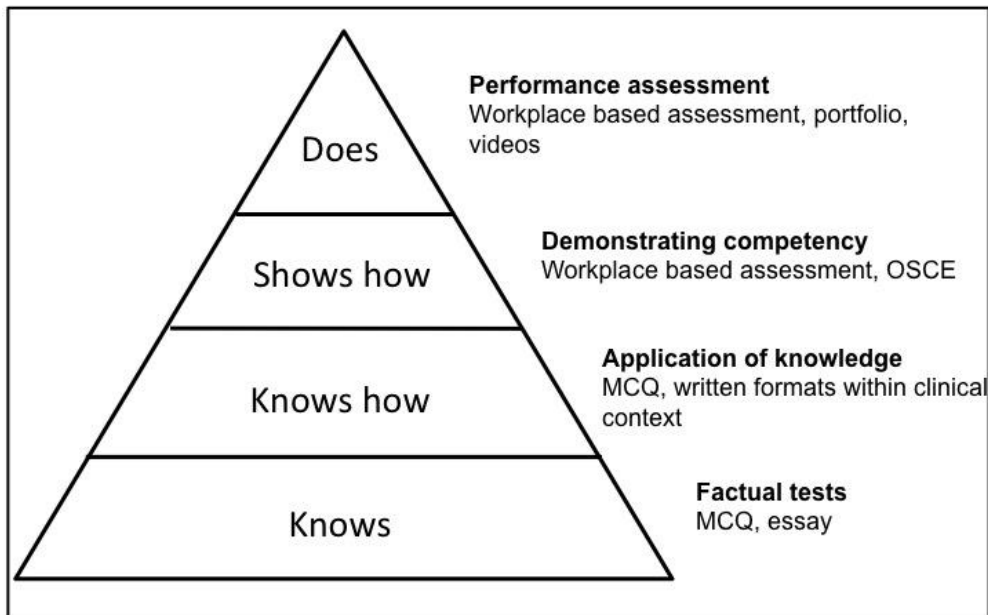 Does
Performance assessment
Workplace based assessment, portfolio,
videos
Shows how
Demonstrating competency
Workplace based assessment, OSCE
Knows how
Application of knowledge
MCQ, written formats within clinical
context
Knows
Factual tests
MCQ, essay